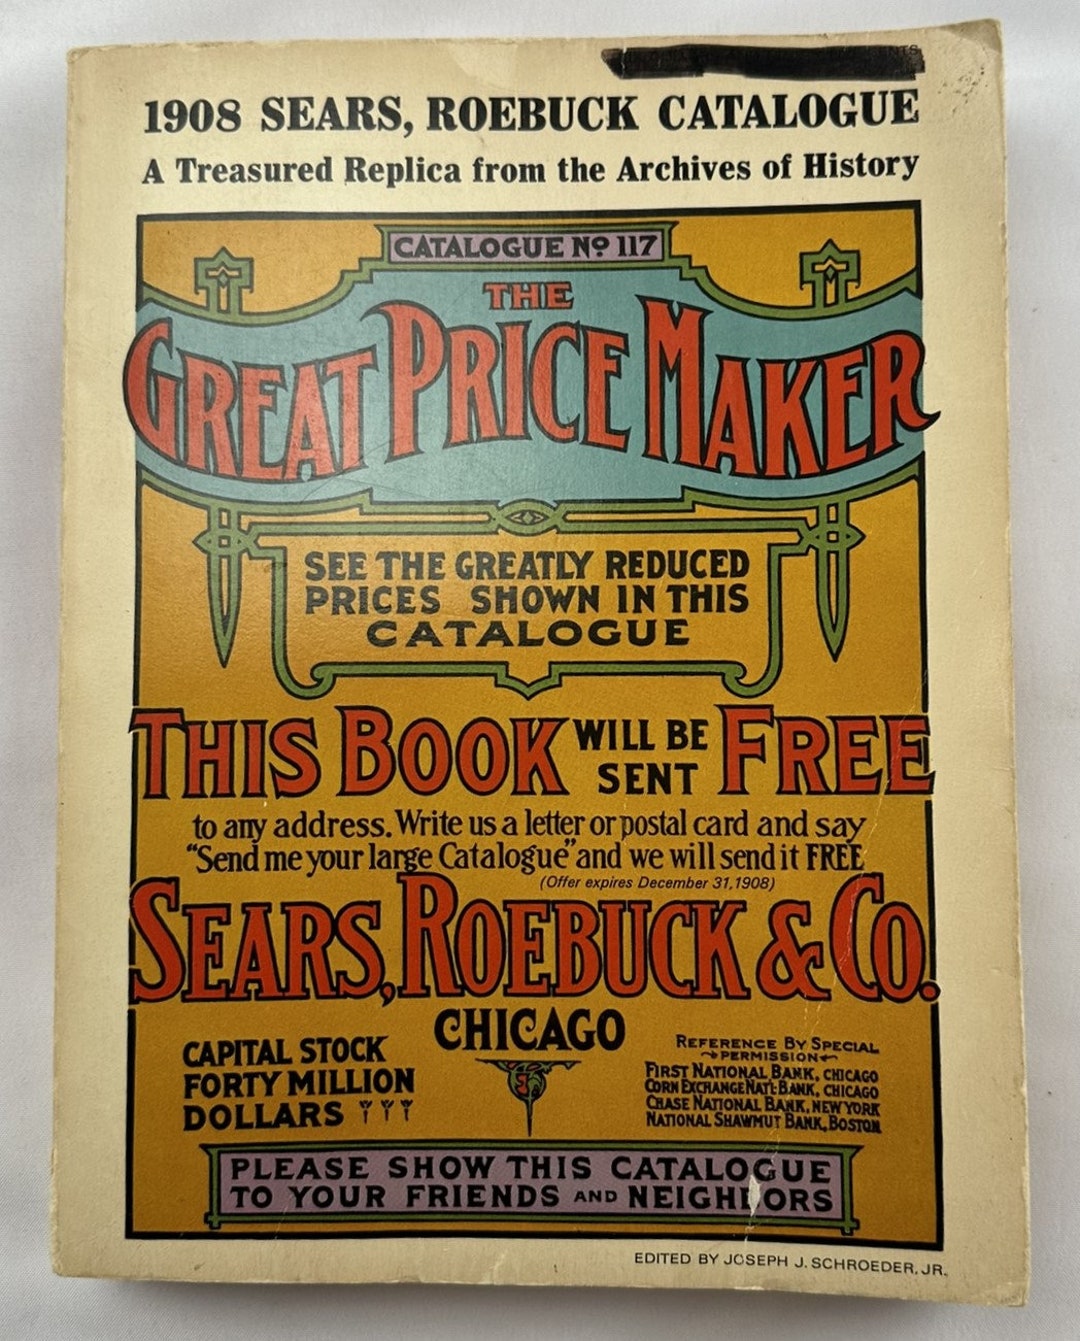 1908 SEARS, ROEBUCK CATALOGUE
A Treasured Replica from the Archives of History
CATALOGUE No 117
THE
GREAT PRICE MAKER
SEE THE GREATLY REDUCED
PRICES SHOWN IN THIS
CATALOGUE
THIS BOOK WILL BE SENT FREE
to any address. Write us a letter or postal card and say
"Send me your large Catalogue" and we will send it FREE
(Offer expires December 31, 1908)
SEARS, ROEBUCK & CO.
CHICAGO
CAPITAL STOCK
FORTY MILLION
DOLLARS
REFERENCE BY SPECIAL
PERMISSION
FIRST NATIONAL BANK, CHICAGO
CORN EXCHANGE NAT'L BANK, CHICAGO
CHASE NATIONAL BANK, NEW YORK
NATIONAL SHAWMUT BANK, BOSTON
PLEASE SHOW THIS CATALOGUE
TO YOUR FRIENDS AND NEIGHBORS
EDITED BY JOSEPH J. SCHROEDER, JR.